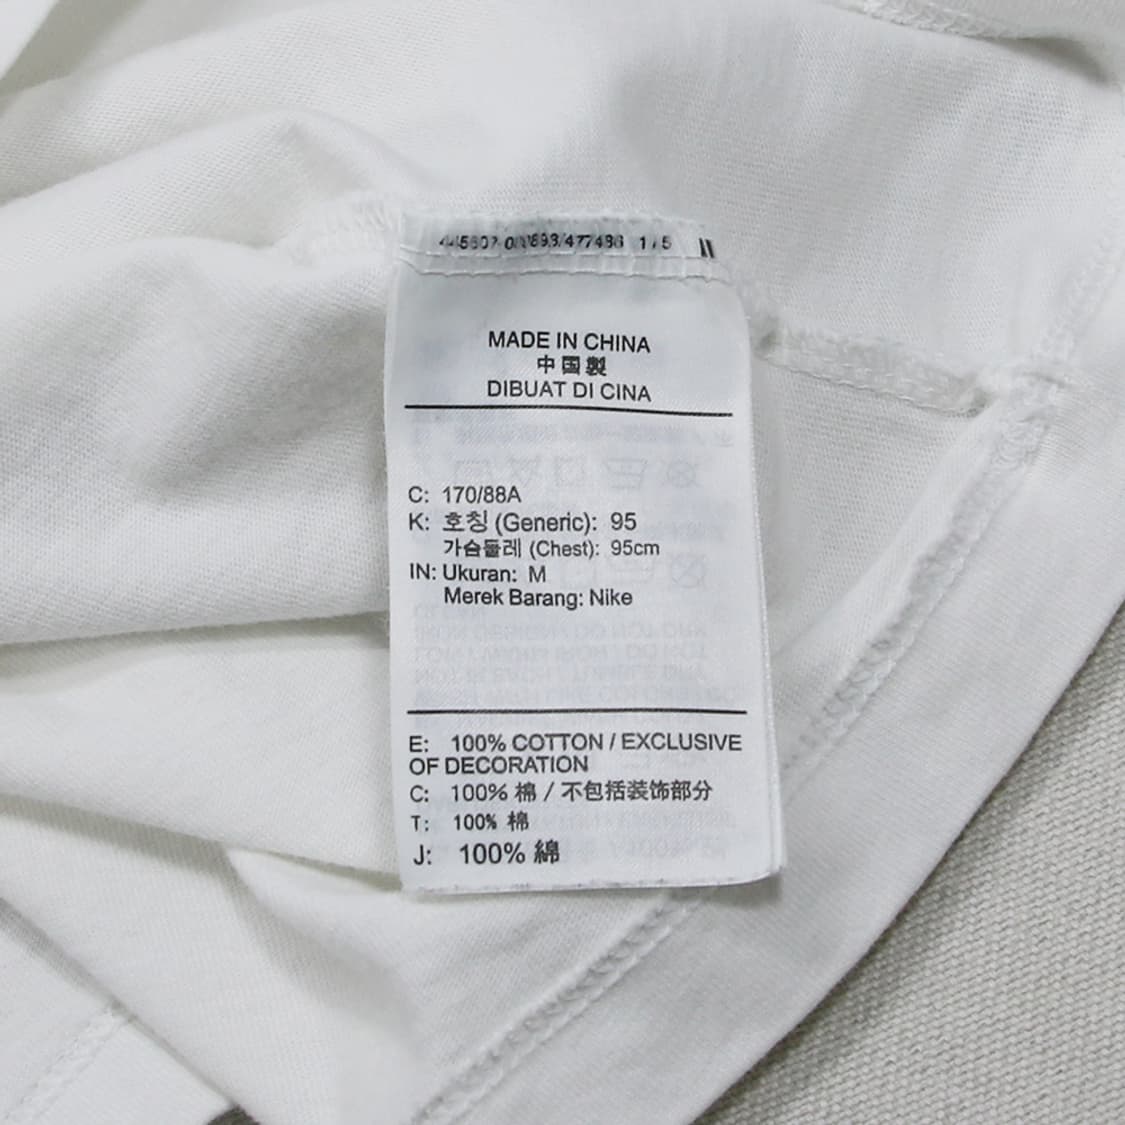 MADE IN CHINA
中国製
DIBUAT DI CINA
C: 170/88A
K: 호칭 (Generic): 95
가슴둘레 (Chest): 95cm
IN: Ukuran: M
Merek Barang: Nike
E: 100% COTTON / EXCLUSIVE
OF DECORATION
C: 100% 棉 / 不包括装饰部分
T: 100% 棉
J: 100% 綿